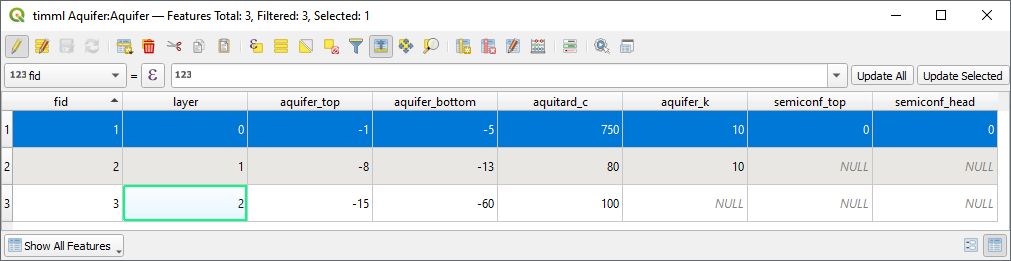 timml Aquifer:Aquifer — Features Total: 3, Filtered: 3, Selected: 1
123 fid = ε 123 Update All Update Selected
fid layer aquifer_top aquifer_bottom aquitard_c aquifer_k semiconf_top semiconf_head
1 1 0 -1 -5 750 10 0 0
2 2 1 -8 -13 80 10 NULL NULL
3 3 2 -15 -60 100 NULL NULL NULL
Show All Features